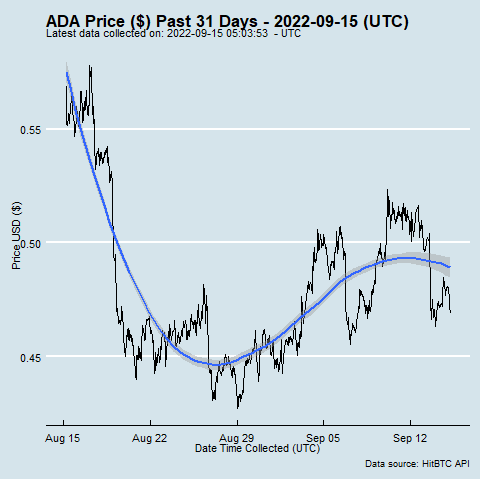 ADA Price ($) Past 31 Days - 2022-09-15 (UTC)
Latest data collected on: 2022-09-15 05:03:53 - UTC
0.55
0.50
0.45
Price USD ($)
Aug 15 Aug 22 Aug 29 Sep 05 Sep 12
Date Time Collected (UTC)
Data source: HitBTC API